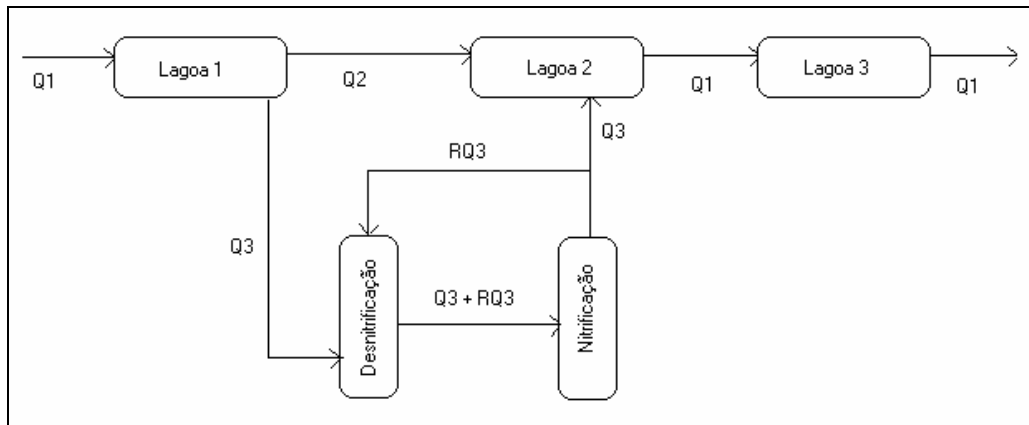 Lagoa 1
Lagoa 2
Lagoa 3
Q1
Q2
Q1
Q1
Q3
RQ3
Q3
Desnitrificação
Q3 + RQ3
Nitrificação